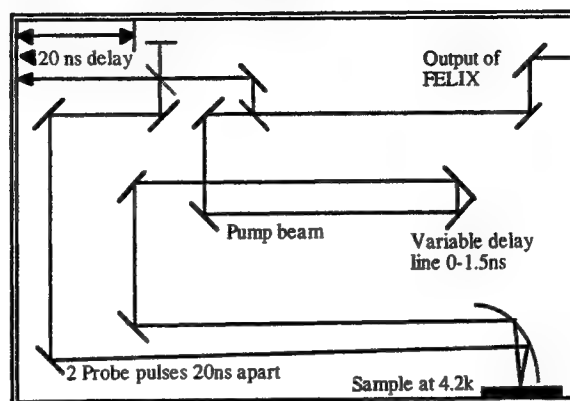 20 ns delay
Output of
FELIX
Pump beam
Variable delay
line 0-1.5ns
2 Probe pulses 20ns apart
Sample at 4.2k